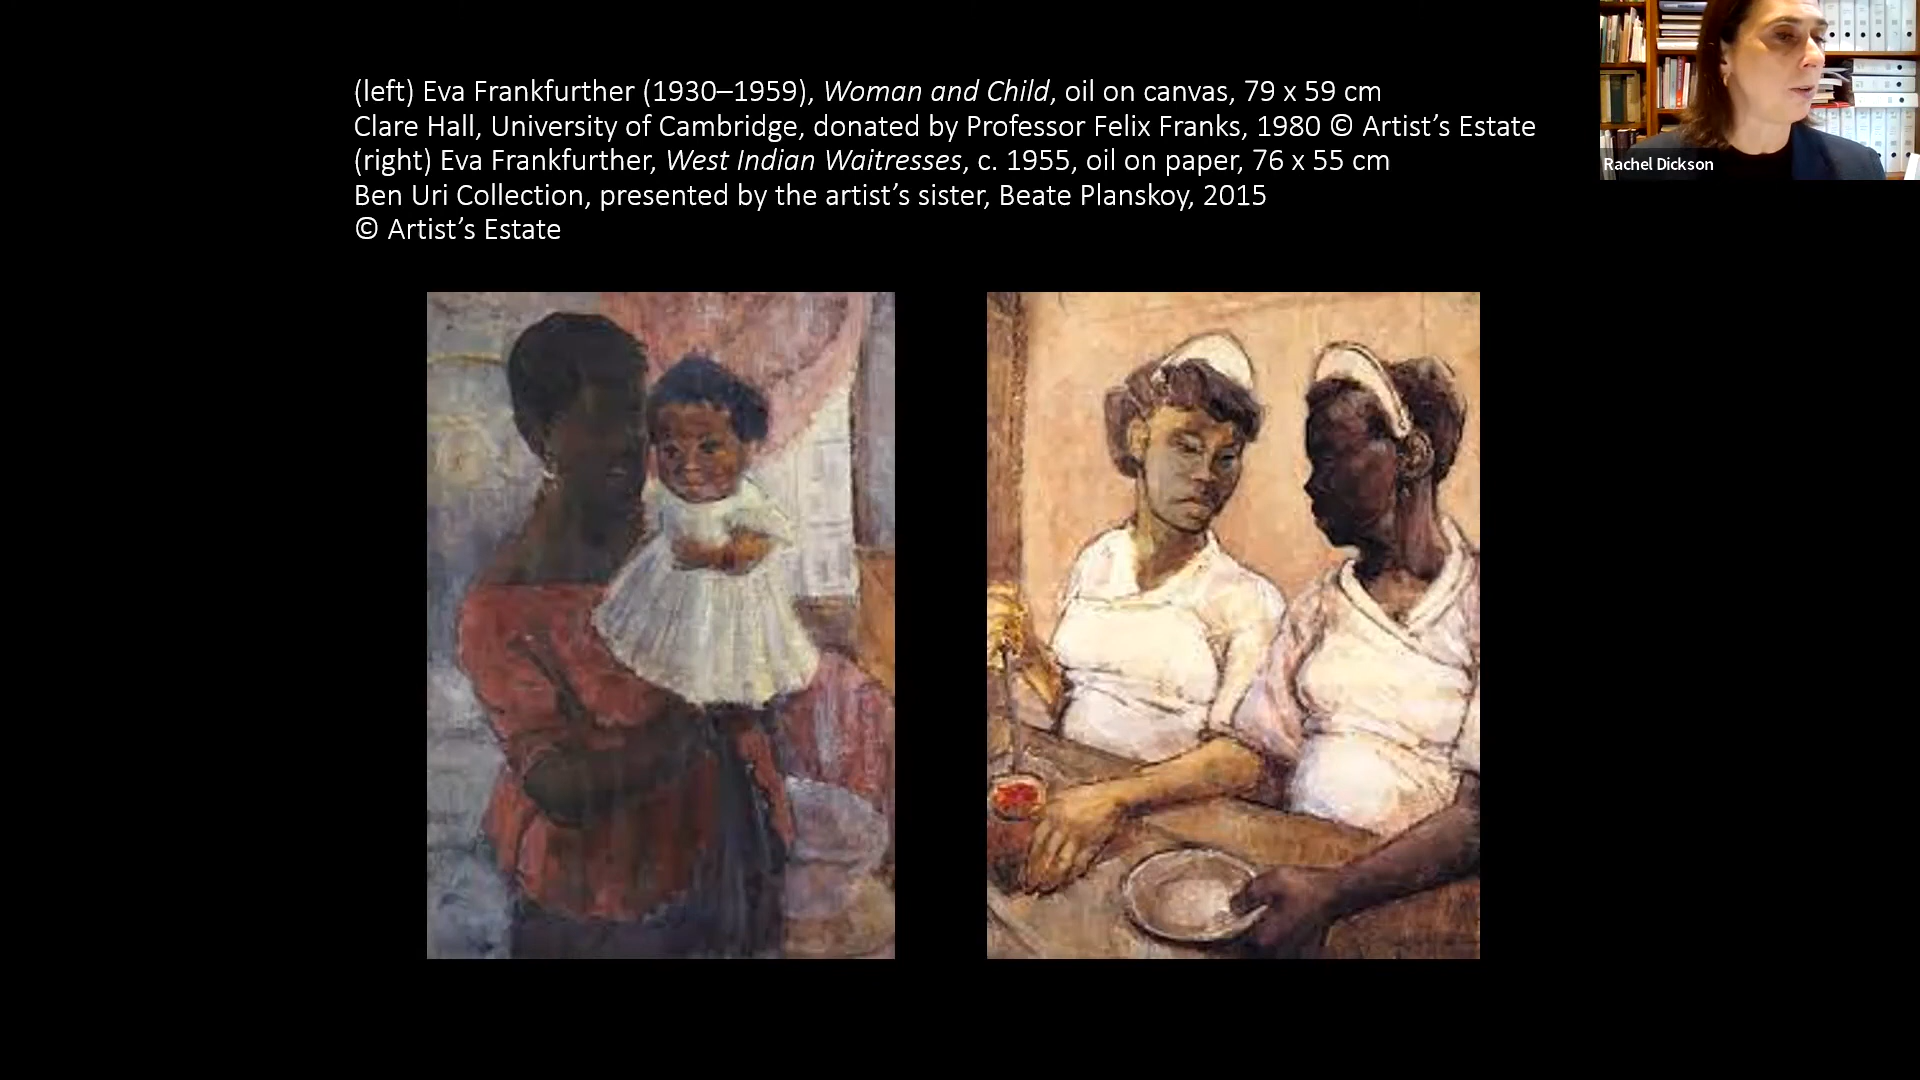 (left) Eva Frankfurther (1930–1959), Woman and Child, oil on canvas, 79 x 59 cm
Clare Hall, University of Cambridge, donated by Professor Felix Franks, 1980 © Artist’s Estate
(right) Eva Frankfurther, West Indian Waitresses, c. 1955, oil on paper, 76 x 55 cm
Ben Uri Collection, presented by the artist’s sister, Beate Planskoy, 2015
© Artist’s Estate
Rachel Dickson